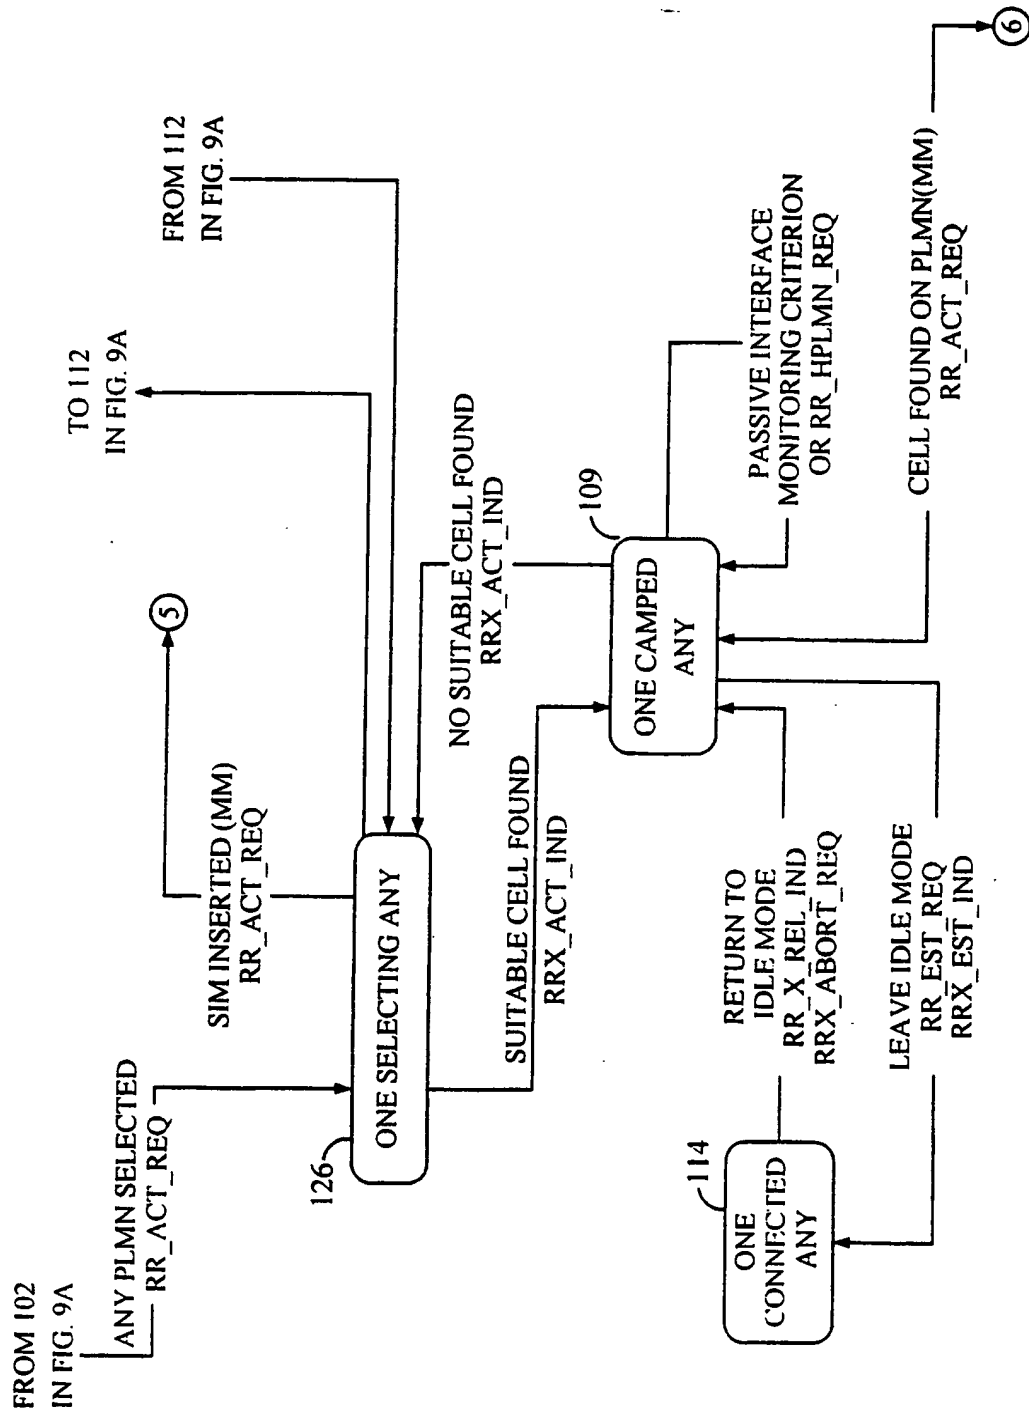 FROM 102
IN FIG. 9A
ANY PLMN SELECTED
RR_ACT_REQ
126
ONE SELECTING ANY
SIM INSERTED (MM)
RR_ACT_REQ
5
TO 112
IN FIG. 9A
FROM 112
IN FIG. 9A
SUITABLE CELL FOUND
RRX_ACT_IND
NO SUITABLE CELL FOUND
RRX_ACT_IND
109
ONE CAMPED
ANY
PASSIVE INTERFACE
MONITORING CRITERION
OR RR_HPLMN_REQ
114
ONE
CONNECTED
ANY
RETURN TO
IDLE MODE
RR_X_REL_IND
RRX_ABORT_REQ
LEAVE IDLE MODE
RR_EST_REQ
RRX_EST_IND
CELL FOUND ON PLMN(MM)
RR_ACT_REQ
6